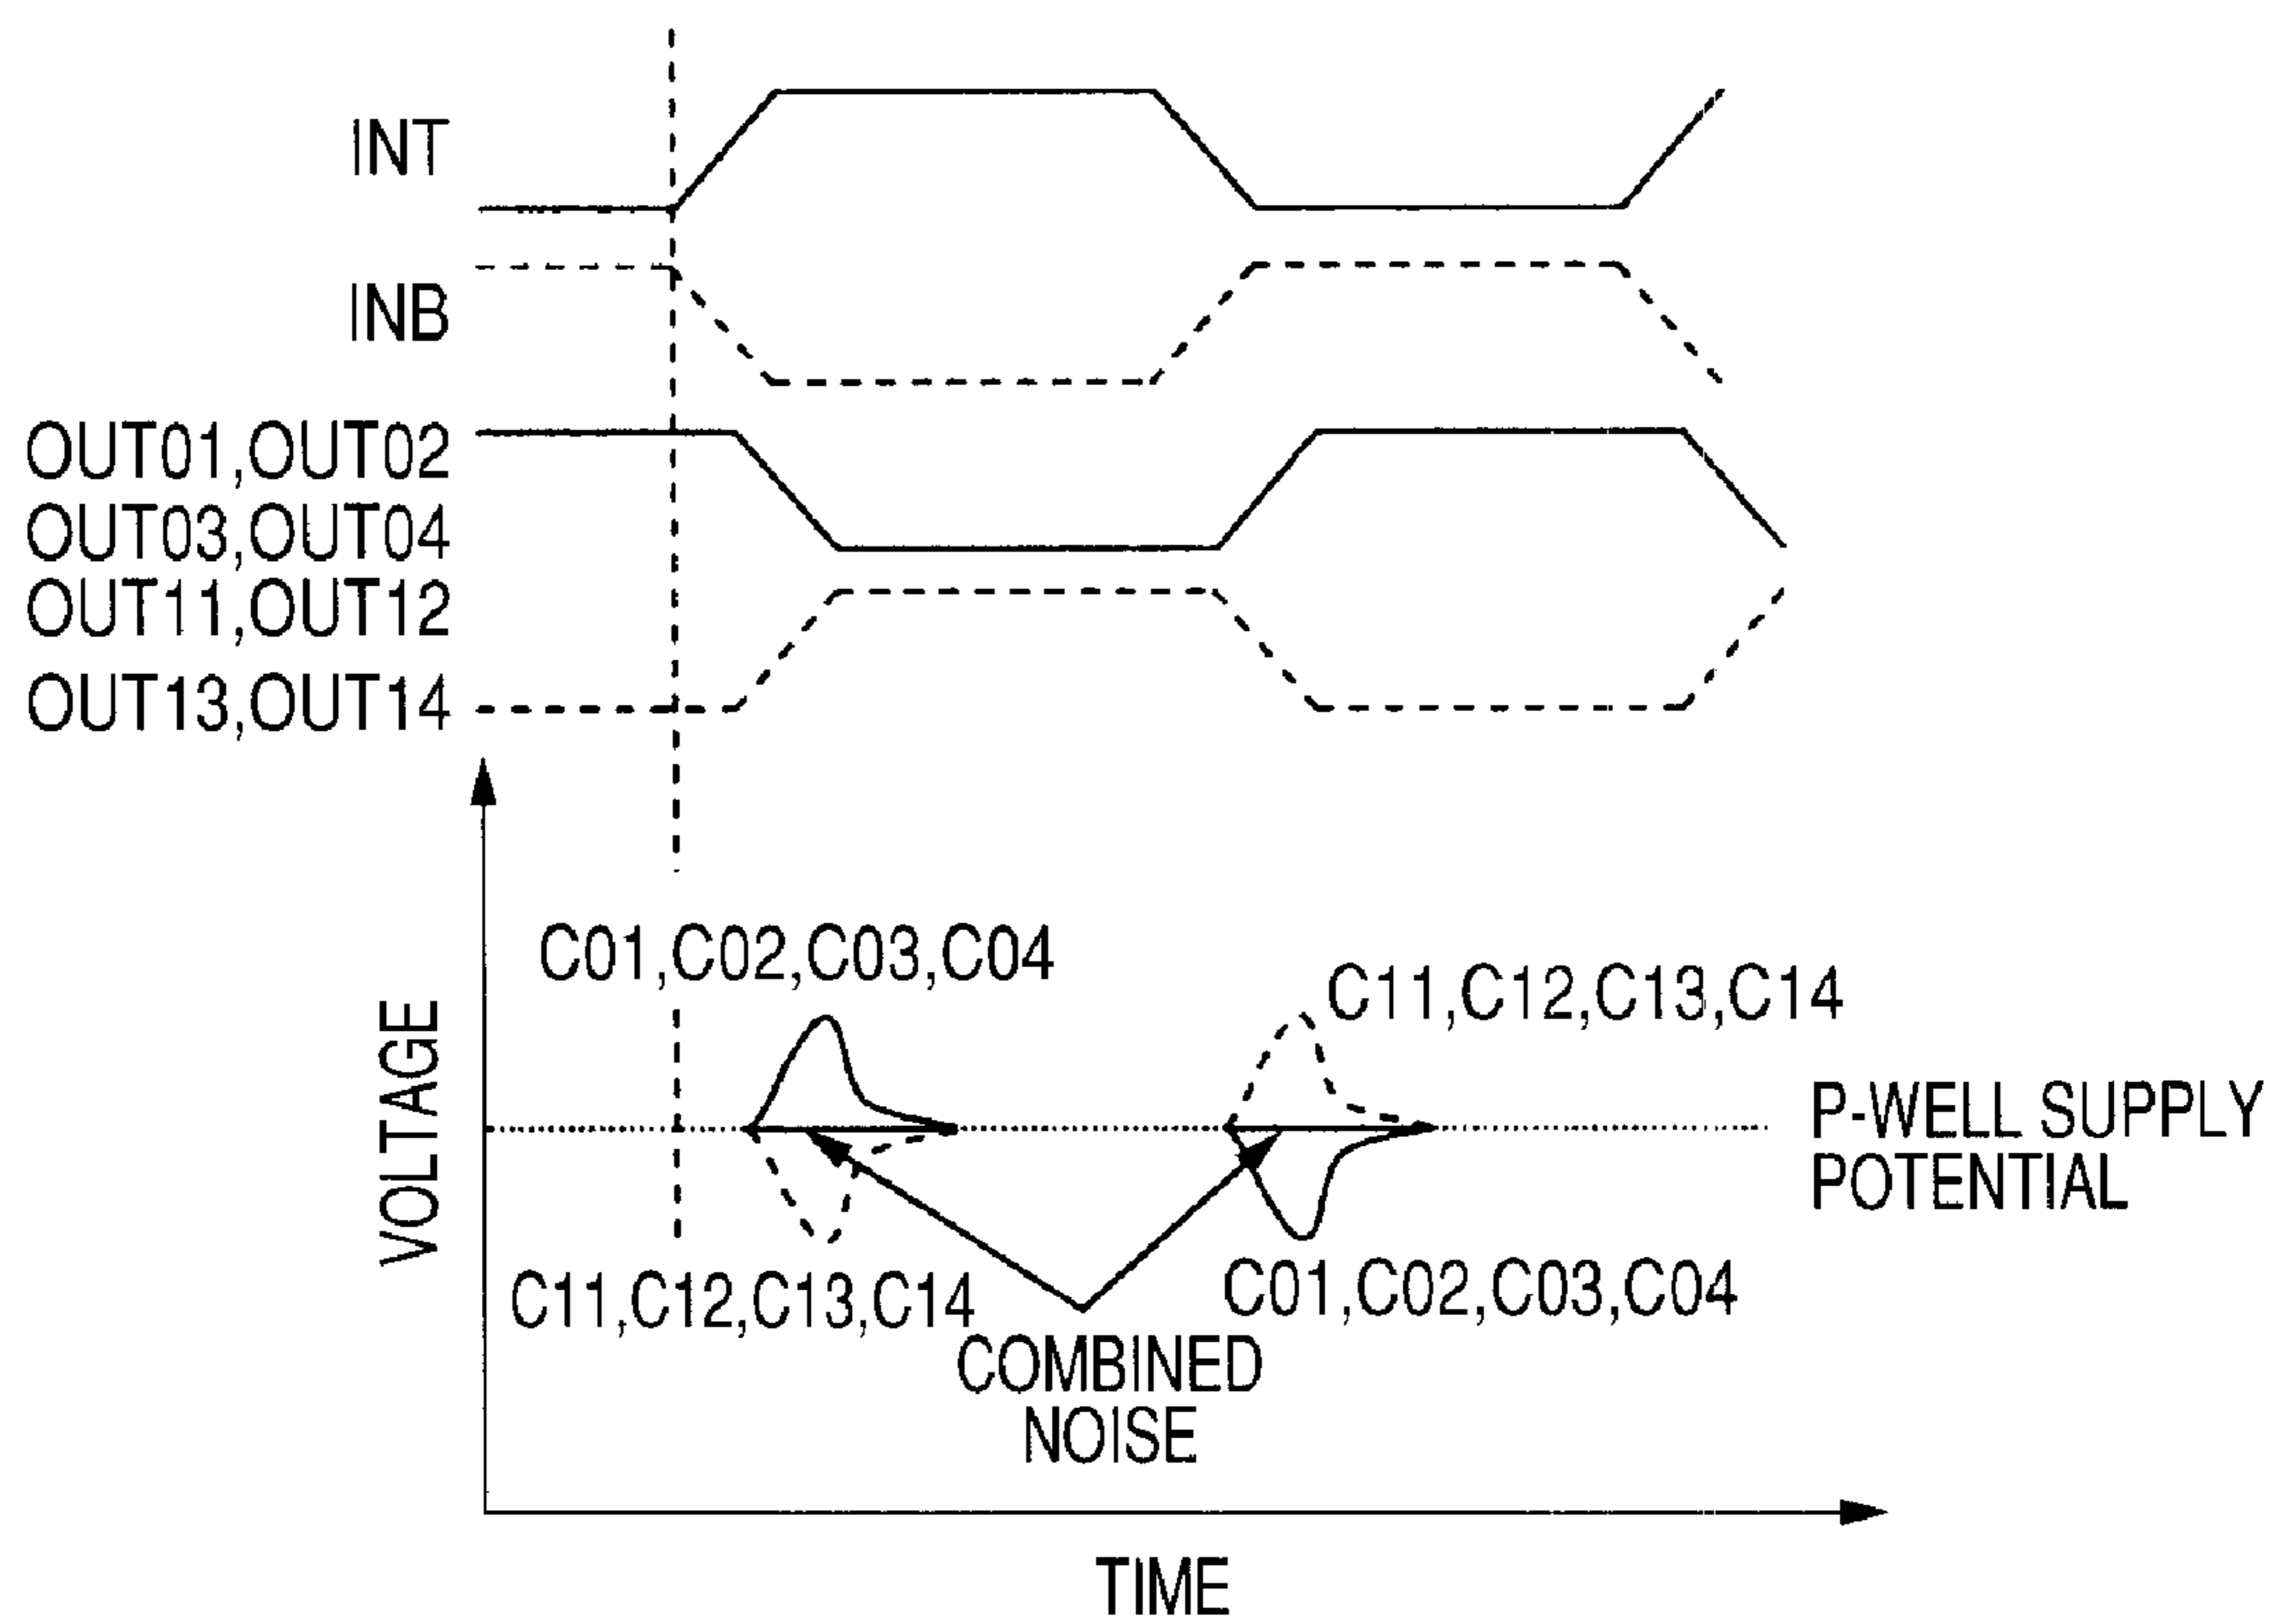 INT
INB
OUT01,OUT02
OUT03,OUT04
OUT11,OUT12
OUT13,OUT14
C01,C02,C03,C04
C11,C12,C13,C14
VOLTAGE
P-WELL SUPPLY
POTENTIAL
C11,C12,C13,C14
C01,C02,C03,C04
COMBINED
NOISE
TIME